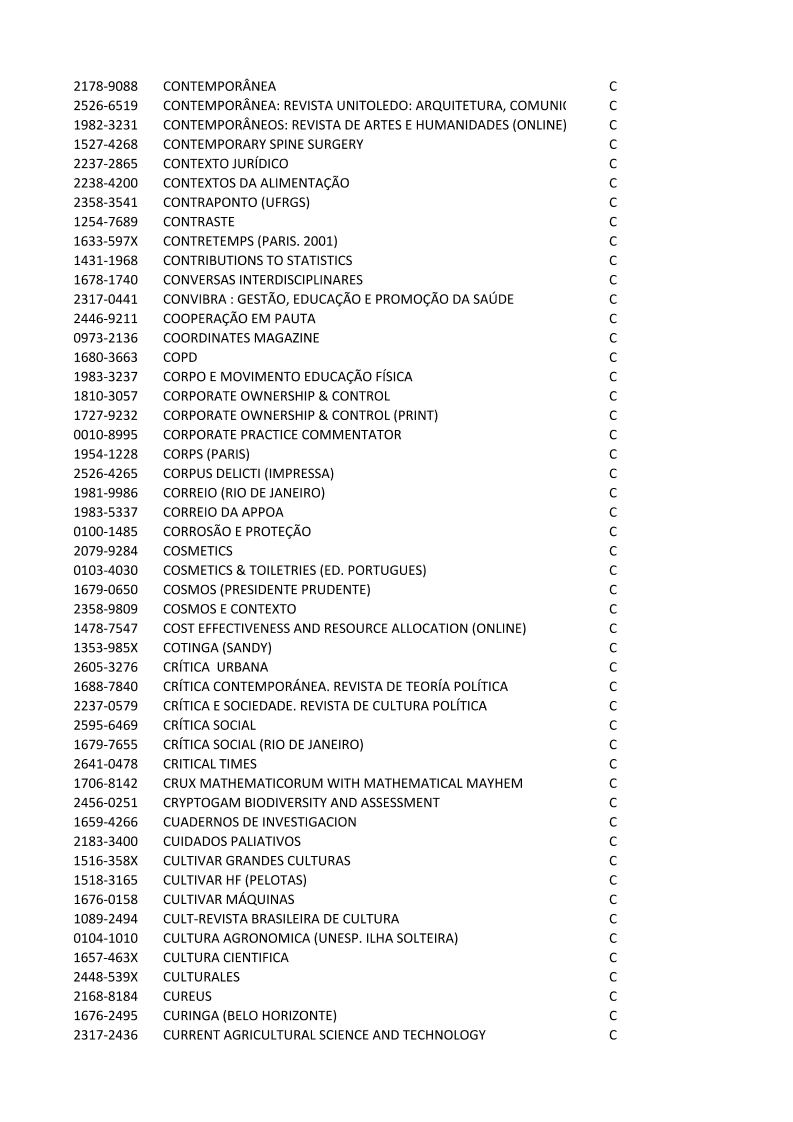 2178-9088 CONTEMPORÂNEA C
2526-6519 CONTEMPORÂNEA: REVISTA UNITOLEDO: ARQUITETURA, C
1982-3231 CONTEMPORÂNEOS: REVISTA DE ARTES E HUMANIDADES (ONLINE) C
1527-4268 CONTEMPORARY SPINE SURGERY C
2237-2865 CONTEXTO JURÍDICO C
2238-4200 CONTEXTOS DA ALIMENTAÇÃO C
2358-3541 CONTRAPONTO (UFRGS) C
1254-7689 CONTRASTE C
1633-597X CONTRETEMPS (PARIS. 2001) C
1431-1968 CONTRIBUTIONS TO STATISTICS C
1678-1740 CONVERSAS INTERDISCIPLINARES C
2317-0441 CONVIBRA : GESTÃO, EDUCAÇÃO E PROMOÇÃO DA SAÚDE C
2446-9211 COOPERAÇÃO EM PAUTA C
0973-2136 COORDINATES MAGAZINE C
1680-3663 COPD C
1983-3237 CORPO E MOVIMENTO EDUCAÇÃO FÍSICA C
1810-3057 CORPORATE OWNERSHIP & CONTROL C
1727-9232 CORPORATE OWNERSHIP & CONTROL (PRINT) C
0010-8995 CORPORATE PRACTICE COMMENTATOR C
1954-1228 CORPS (PARIS) C
2526-4265 CORPUS DELICTI (IMPRESSA) C
1981-9986 CORREIO (RIO DE JANEIRO) C
1983-5337 CORREIO DA APPOA C
0100-1485 CORROSÃO E PROTEÇÃO C
2079-9284 COSMETICS C
0103-4030 COSMETICS & TOILETRIES (ED. PORTUGUES) C
1679-0650 COSMOS (PRESIDENTE PRUDENTE) C
2358-9809 COSMOS E CONTEXTO C
1478-7547 COST EFFECTIVENESS AND RESOURCE ALLOCATION (ONLINE) C
1353-985X COTINGA (SANDY) C
2605-3276 CRÍTICA  URBANA C
1688-7840 CRÍTICA CONTEMPORÁNEA. REVISTA DE TEORÍA POLÍTICA C
2237-0579 CRÍTICA E SOCIEDADE. REVISTA DE CULTURA POLÍTICA C
2595-6469 CRÍTICA SOCIAL C
1679-7655 CRÍTICA SOCIAL (RIO DE JANEIRO) C
2641-0478 CRITICAL TIMES C
1706-8142 CRUX MATHEMATICORUM WITH MATHEMATICAL MAYHEM C
2456-0251 CRYPTOGAM BIODIVERSITY AND ASSESSMENT C
1659-4266 CUADERNOS DE INVESTIGACION C
2183-3400 CUIDADOS PALIATIVOS C
1516-358X CULTIVAR GRANDES CULTURAS C
1518-3165 CULTIVAR HF (PELOTAS) C
1676-0158 CULTIVAR MÁQUINAS C
1089-2494 CULT-REVISTA BRASILEIRA DE CULTURA C
0104-1010 CULTURA AGRONOMICA (UNESP. ILHA SOLTEIRA) C
1657-463X CULTURA CIENTIFICA C
2448-539X CULTURALES C
2168-8184 CUREUS C
1676-2495 CURINGA (BELO HORIZONTE) C
2317-2436 CURRENT AGRICULTURAL SCIENCE AND TECHNOLOGY C